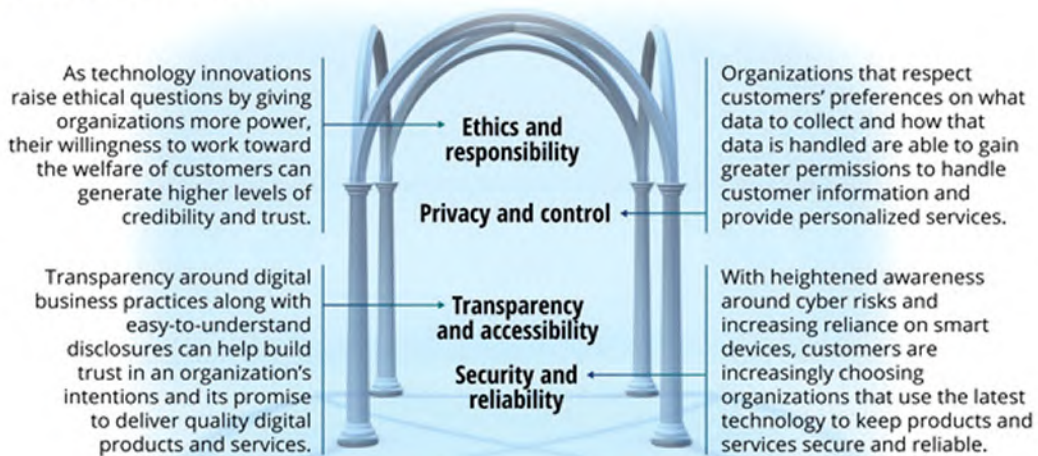 As technology innovations
raise ethical questions by giving
organizations more power,
their willingness to work toward
the welfare of customers can
generate higher levels of
credibility and trust.
Ethics and
responsibility
Organizations that respect
customers’ preferences on what
data to collect and how that
data is handled are able to gain
greater permissions to handle
customer information and
provide personalized services.
Privacy and control
Transparency around digital
business practices along with
easy-to-understand
disclosures can help build
trust in an organization’s
intentions and its promise
to deliver quality digital
products and services.
Transparency
and accessibility
With heightened awareness
around cyber risks and
increasing reliance on smart
devices, customers are
increasingly choosing
organizations that use the latest
technology to keep products and
services secure and reliable.
Security and
reliability